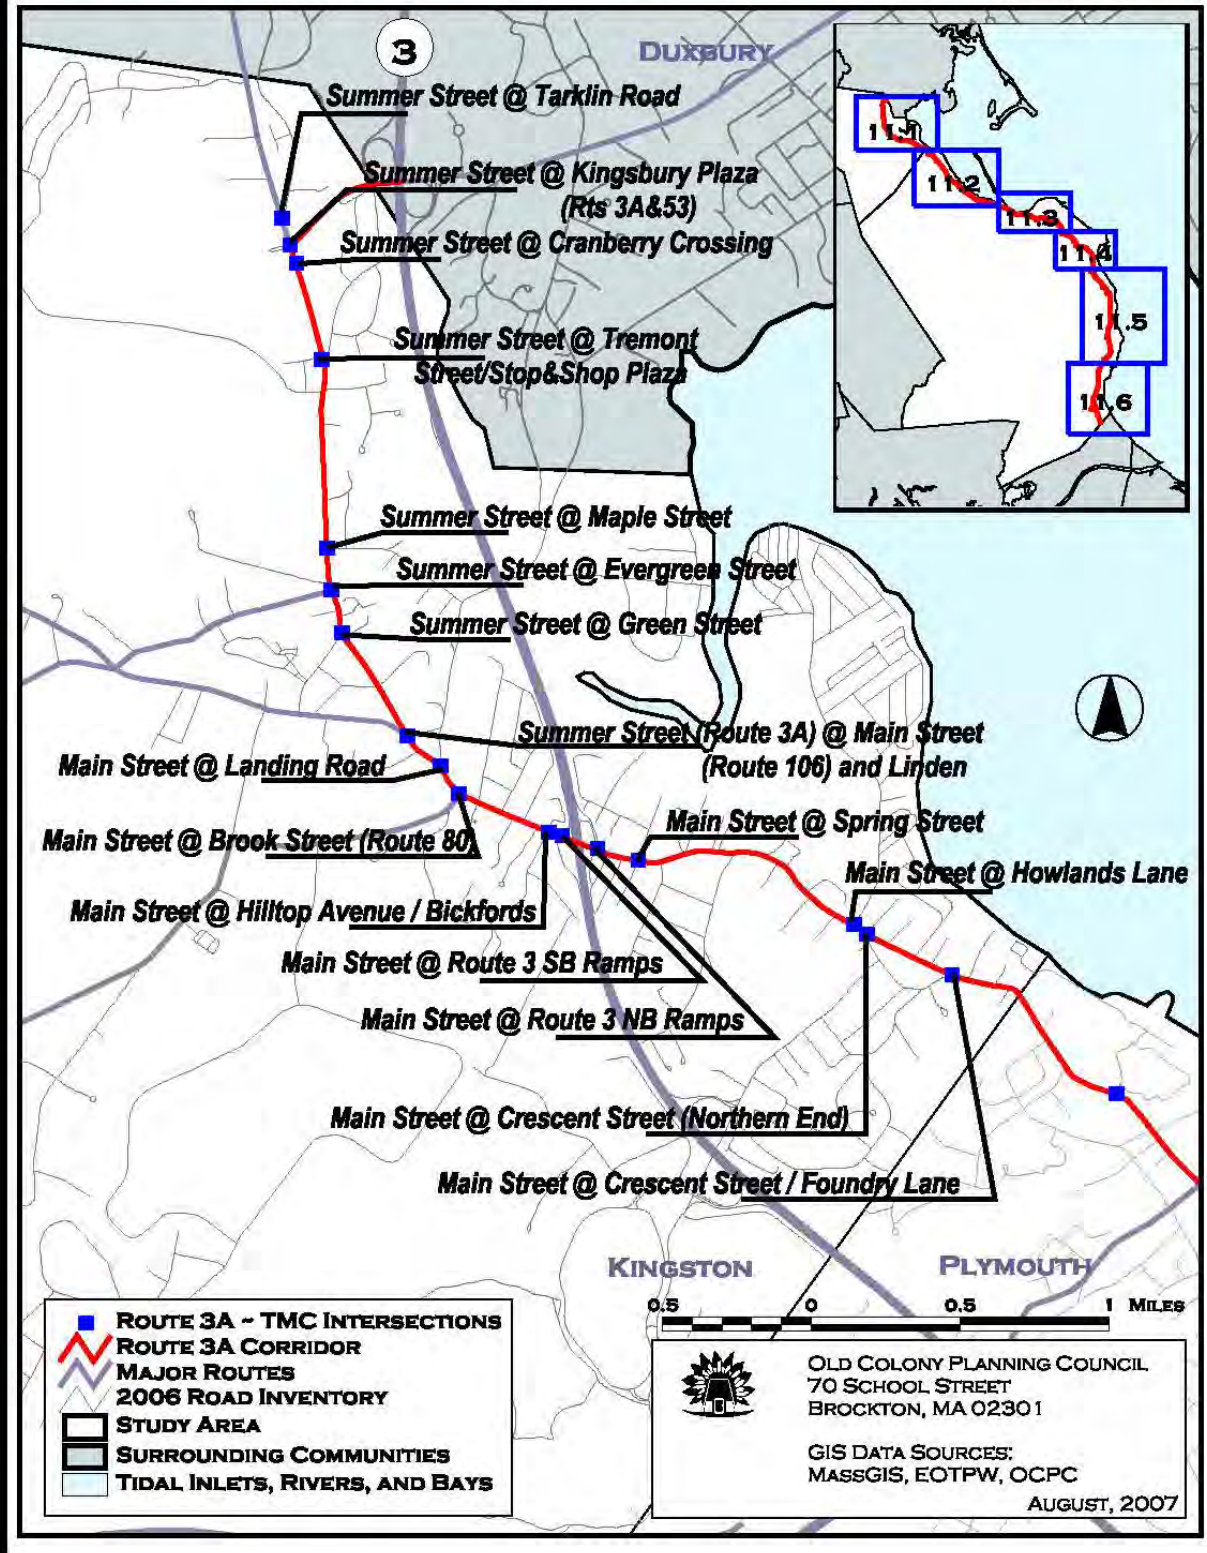 3
DUXBURY
Summer Street @ Tarklin Road
Summer Street @ Kingsbury Plaza
(Rts 3A&53)
Summer Street @ Cranberry Crossing
Summer Street @ Tremont
Street/Stop&Shop Plaza
11.1
11.2
11.3
11.4
11.5
11.6
Summer Street @ Maple Street
Summer Street @ Evergreen Street
Summer Street @ Green Street
Summer Street (Route 3A) @ Main Street
(Route 106) and Linden
Main Street @ Landing Road
Main Street @ Spring Street
Main Street @ Brook Street (Route 80)
Main Street @ Howlands Lane
Main Street @ Hilltop Avenue / Bickfords
Main Street @ Route 3 SB Ramps
Main Street @ Route 3 NB Ramps
Main Street @ Crescent Street (Northern End)
Main Street @ Crescent Street / Foundry Lane
KINGSTON
PLYMOUTH
0.5 0 0.5 1 MILES
ROUTE 3A ~ TMC INTERSECTIONS
ROUTE 3A CORRIDOR
MAJOR ROUTES
2006 ROAD INVENTORY
STUDY AREA
SURROUNDING COMMUNITIES
TIDAL INLETS, RIVERS, AND BAYS
OLD COLONY PLANNING COUNCIL
70 SCHOOL STREET
BROCKTON, MA 02301
GIS DATA SOURCES:
MASSGIS, EOTPW, OCPC
AUGUST, 2007